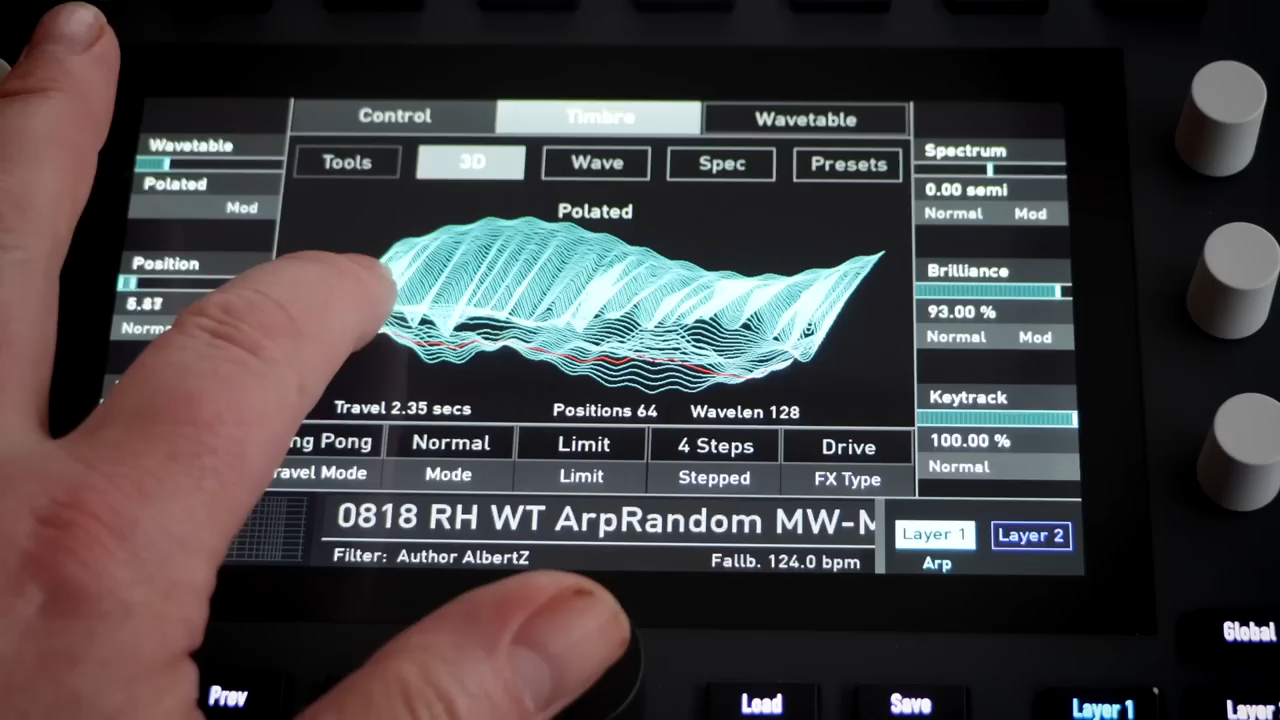 Control Timbre Wavetable
Tools 3D Wave Spec Presets
Wavetable
Polated
Mod
Position
5.87
Norm
Polated
Travel 2.35 secs Positions 64 Wavelen 128
ng Pong Normal Limit 4 Steps Drive
ravel Mode Mode Limit Stepped FX Type
Spectrum
0.00 semi
Normal Mod
Brilliance
93.00 %
Normal Mod
Keytrack
100.00 %
Normal
0818 RH WT ArpRandom MW-M
Filter: Author AlbertZ Fallb. 124.0 bpm
Layer 1 Layer 2
Arp
Global
Prev Load Save Layer 1 Layer